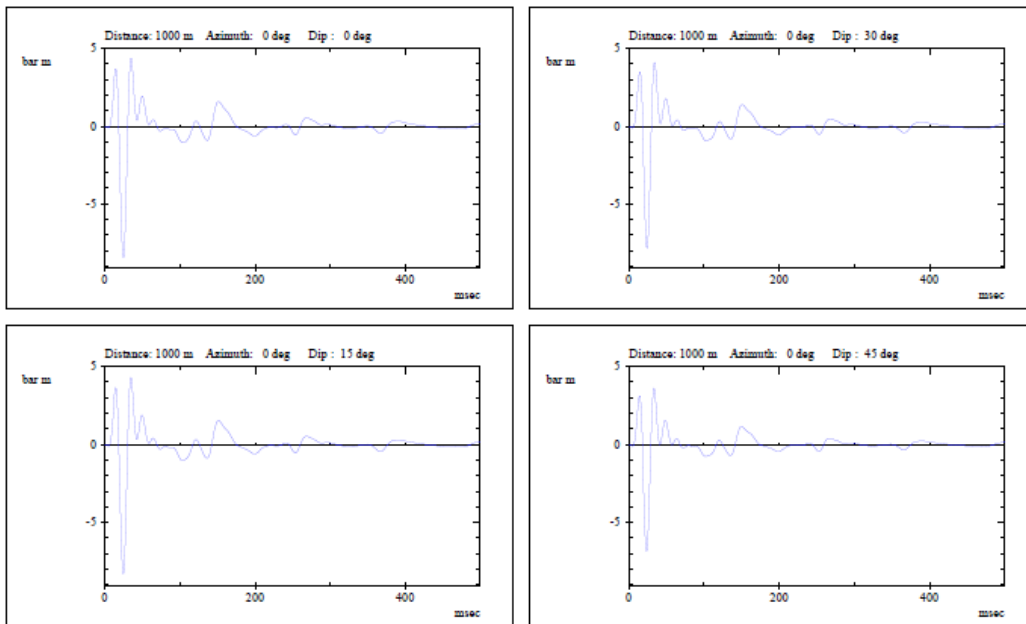 Distance: 1000 m Azimuth: 0 deg Dip : 0 deg
bar m
5
0
-5
0 200 400
msec
Distance: 1000 m Azimuth: 0 deg Dip : 30 deg
bar m
5
0
-5
0 200 400
msec
Distance: 1000 m Azimuth: 0 deg Dip : 15 deg
bar m
5
0
-5
0 200 400
msec
Distance: 1000 m Azimuth: 0 deg Dip : 45 deg
bar m
5
0
-5
0 200 400
msec